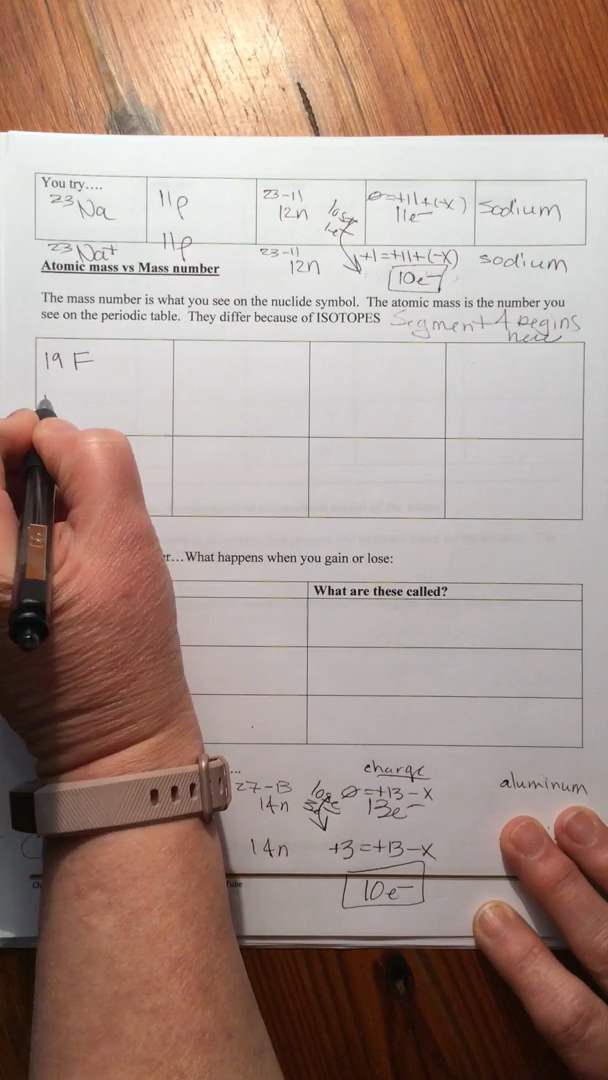 You try....
23Na 11p 23-11 12n lose 1e- 0=+11+(-x) 11e- sodium
23Na+ 11p 23-11 12n +1=+11+(-x) 10e- sodium
Atomic mass vs Mass number
The mass number is what you see on the nuclide symbol. The atomic mass is the number you
see on the periodic table. They differ because of ISOTOPES Segment 4 begins
here
19 F
r...What happens when you gain or lose:
What are these called?
...
charge
27-13 14n lose 3e- 0=+13-x 13e- aluminum
14n +3=+13-x
10e-